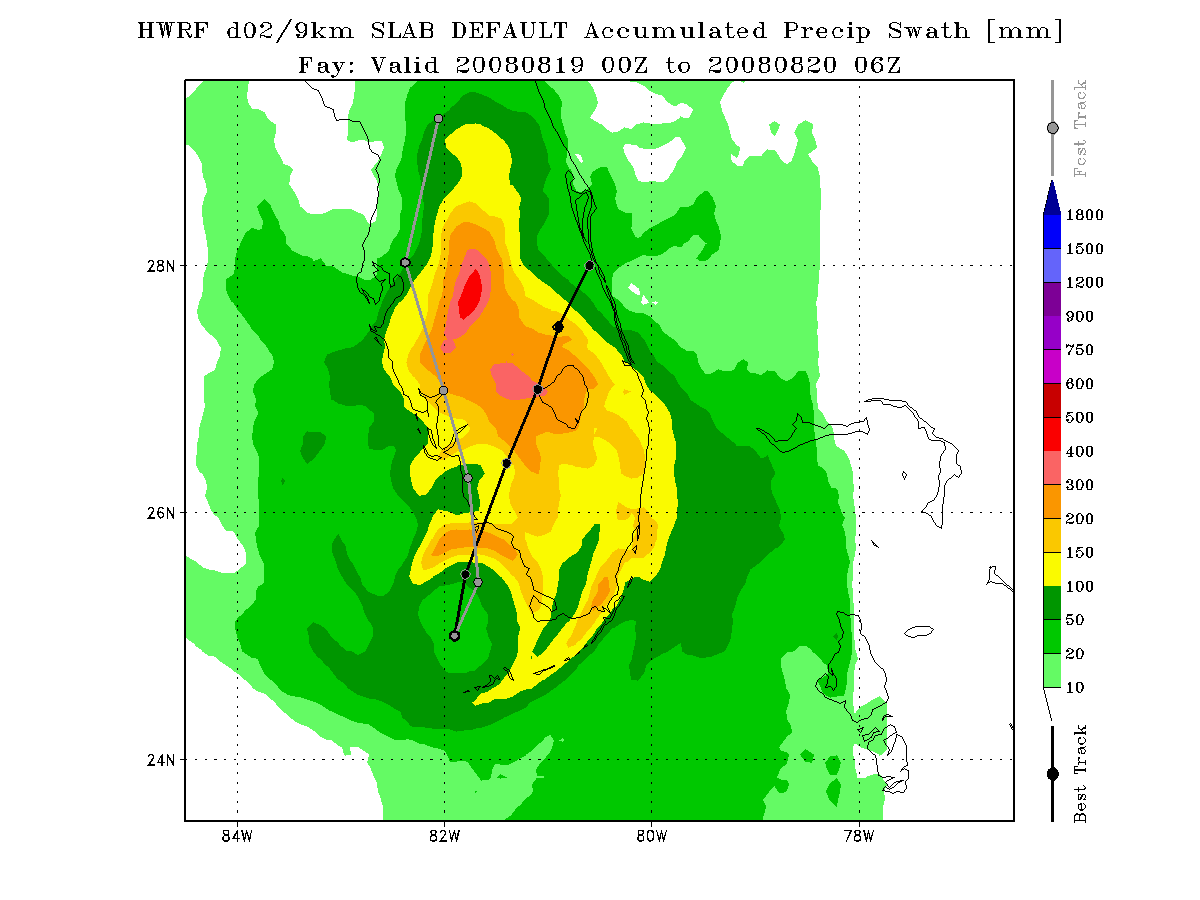 HWRF d02/9km SLAB DEFAULT Accumulated Precip Swath [mm]
Fay: Valid 20080819 00Z to 20080820 06Z
Fcst Track
1800
1500
1200
900
750
600
500
400
300
200
150
100
50
20
10
Best Track
28N
26N
24N
84W 82W 80W 78W